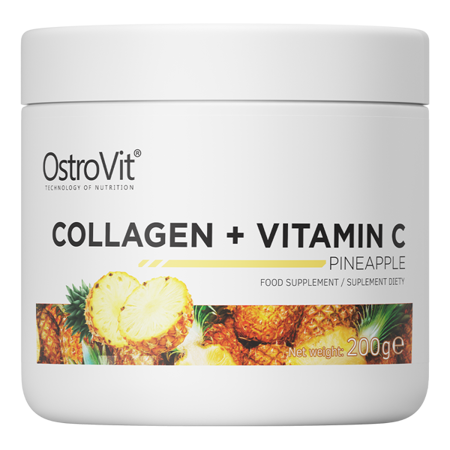 OstroVit®
TECHNOLOGY OF NUTRITION
COLLAGEN + VITAMIN C
PINEAPPLE
FOOD SUPPLEMENT / SUPLEMENT DIETY
Net weight: 200g℮